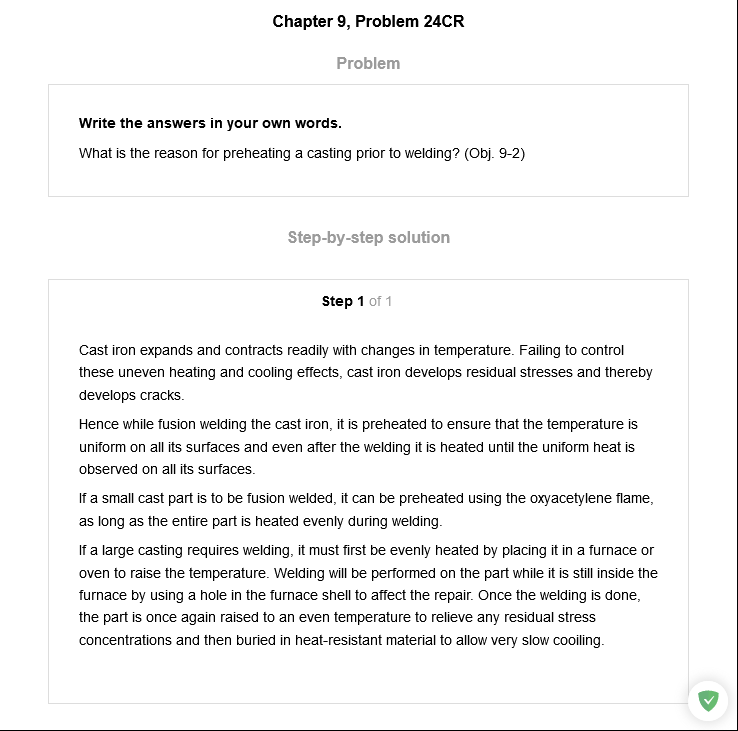 Chapter 9, Problem 24CR
Problem
Write the answers in your own words.
What is the reason for preheating a casting prior to welding? (Obj. 9-2)
Step-by-step solution
Step 1 of 1
Cast iron expands and contracts readily with changes in temperature. Failing to control
these uneven heating and cooling effects, cast iron develops residual stresses and thereby
develops cracks.
Hence while fusion welding the cast iron, it is preheated to ensure that the temperature is
uniform on all its surfaces and even after the welding it is heated until the uniform heat is
observed on all its surfaces.
If a small cast part is to be fusion welded, it can be preheated using the oxyacetylene flame,
as long as the entire part is heated evenly during welding.
If a large casting requires welding, it must first be evenly heated by placing it in a furnace or
oven to raise the temperature. Welding will be performed on the part while it is still inside the
furnace by using a hole in the furnace shell to affect the repair. Once the welding is done,
the part is once again raised to an even temperature to relieve any residual stress
concentrations and then buried in heat-resistant material to allow very slow cooiling.